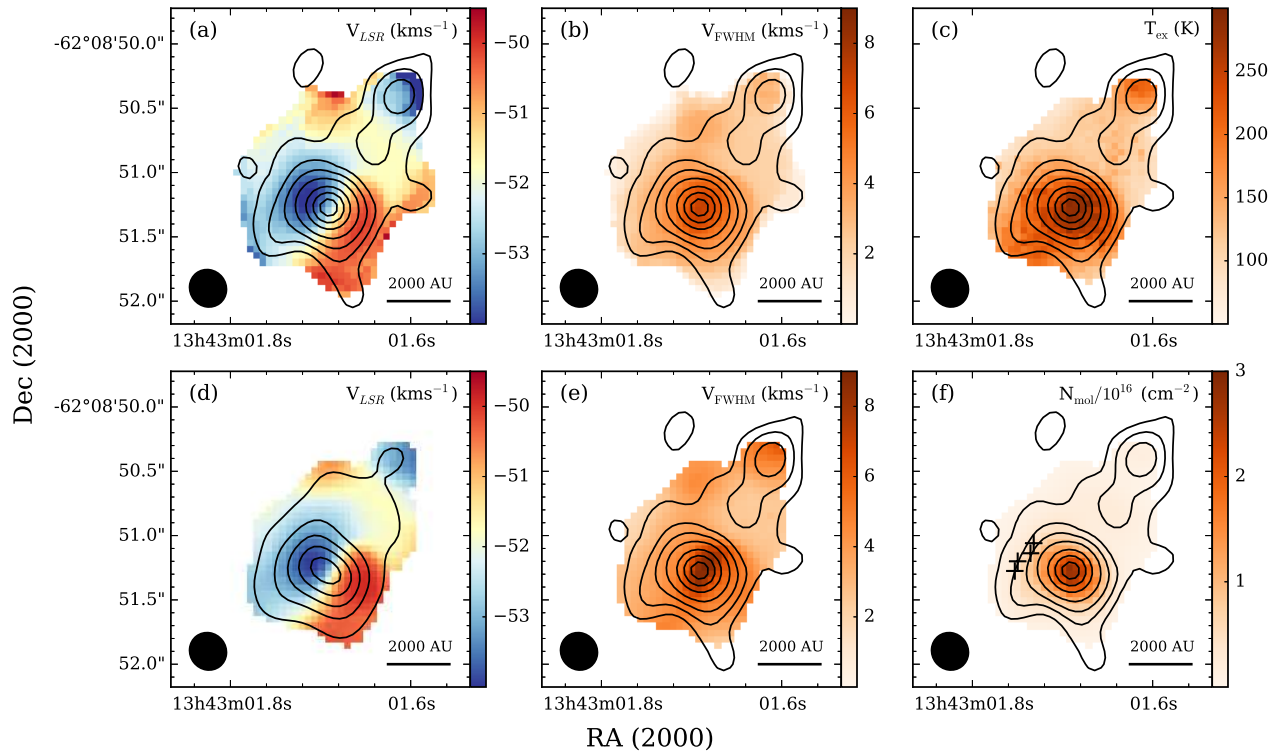 (a) V_LSR (kms⁻¹)
(b) V_FWHM (kms⁻¹)
(c) T_ex (K)
-62°08'50.0"
50.5"
51.0"
51.5"
52.0"
−50
−51
−52
−53
8
6
4
2
250
200
150
100
2000 AU
2000 AU
2000 AU
13h43m01.8s 01.6s
13h43m01.8s 01.6s
13h43m01.8s 01.6s
Dec (2000)
(d) V_LSR (kms⁻¹)
(e) V_FWHM (kms⁻¹)
(f) N_mol/10¹⁶ (cm⁻²)
-62°08'50.0"
50.5"
51.0"
51.5"
52.0"
−50
−51
−52
−53
8
6
4
2
3
2
1
2000 AU
2000 AU
2000 AU
13h43m01.8s 01.6s
13h43m01.8s 01.6s
13h43m01.8s 01.6s
RA (2000)